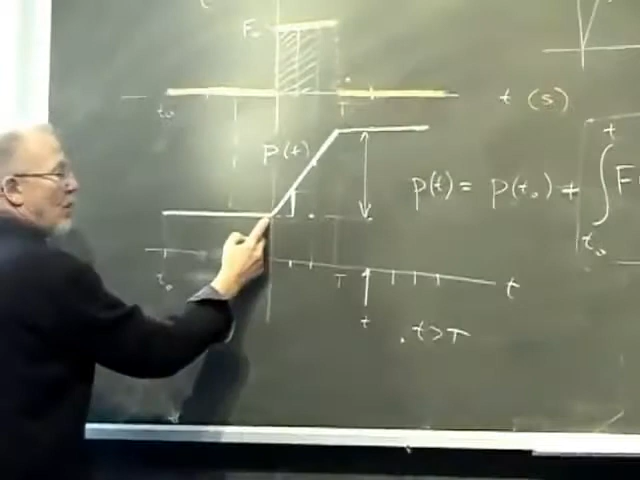 F₀
t₀ T t (s)
p(t)
p(t) = p(t₀) + ∫ F
t
t₀
t₀ T t
t
. t > T